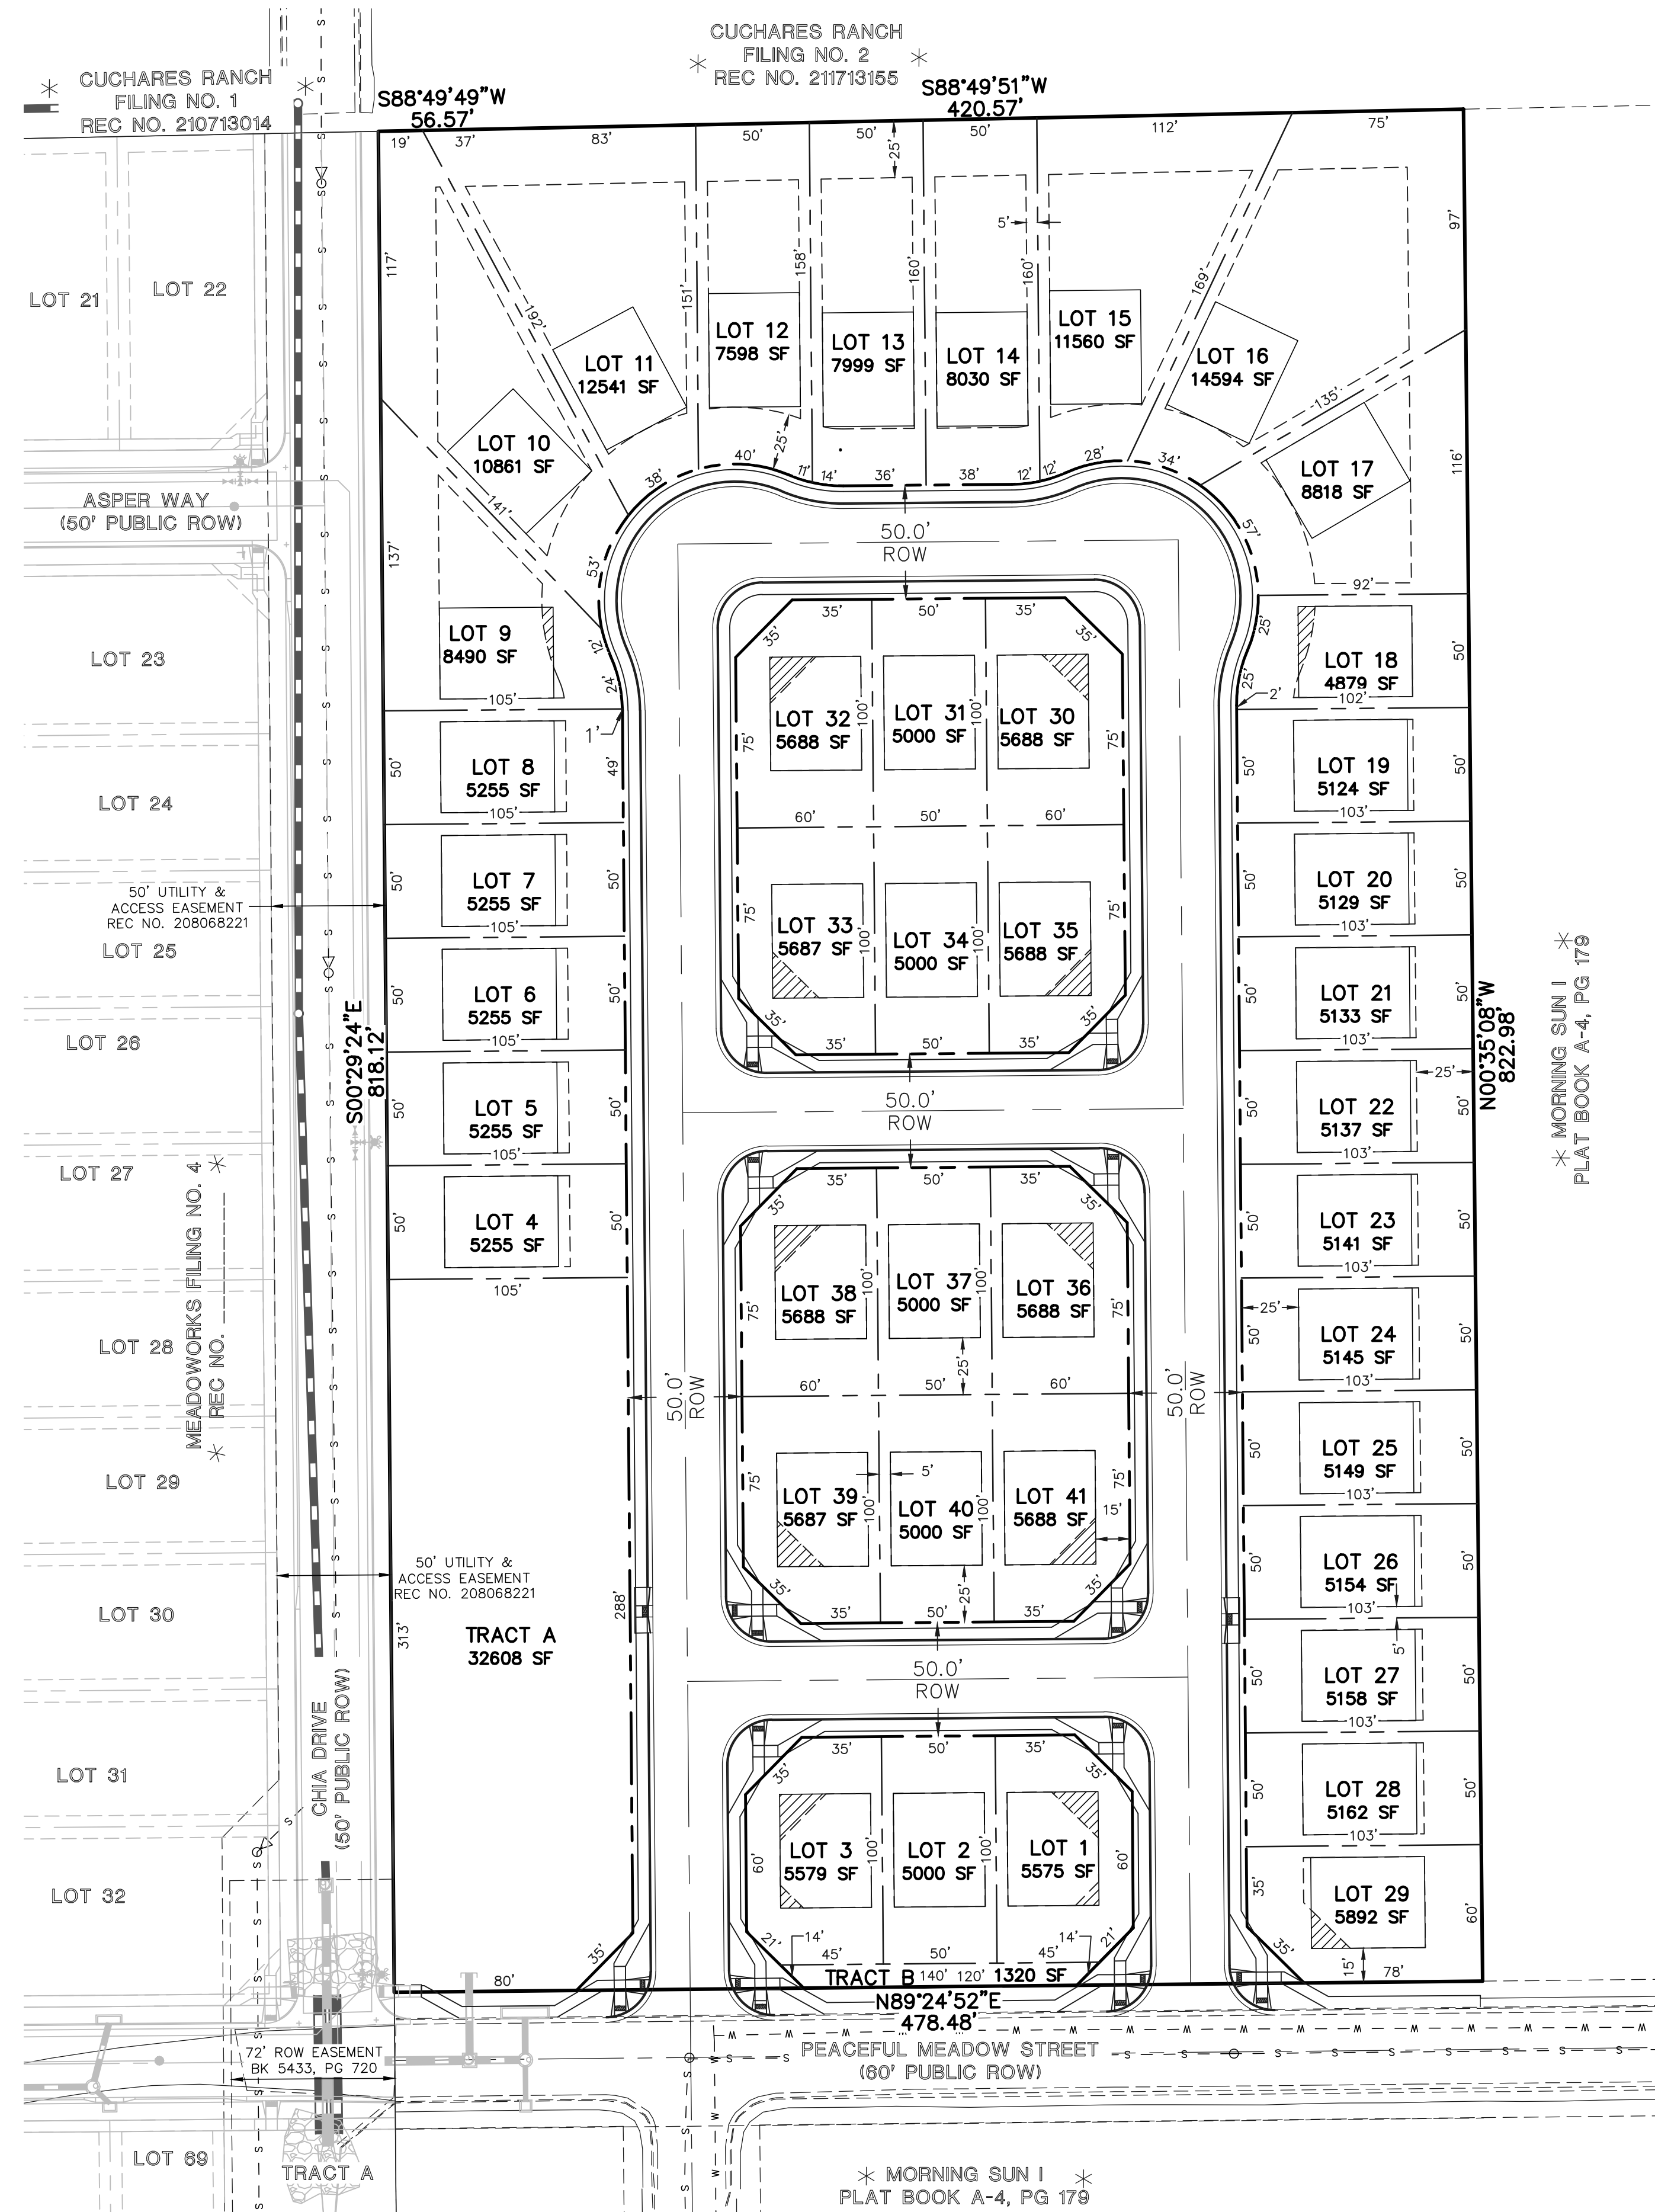 CUCHARES RANCH
FILING NO. 2
REC NO. 211713155
CUCHARES RANCH
FILING NO. 1
REC NO. 210713014
S88°49'49"W
56.57'
S88°49'51"W
420.57'
19'
37'
83'
50'
50'
50'
112'
75'
25'
5'
117'
192'
151'
158'
160'
160'
169'
97'
135'
116'
LOT 21
LOT 22
LOT 12
7598 SF
LOT 13
7999 SF
LOT 14
8030 SF
LOT 15
11560 SF
LOT 11
12541 SF
LOT 16
14594 SF
LOT 10
10861 SF
LOT 17
8818 SF
ASPER WAY
(50' PUBLIC ROW)
141'
137'
53'
38'
40'
25'
11'
14'
36'
38'
12'
12'
28'
34'
57'
92'
50.0'
ROW
35'
50'
35'
35'
35'
LOT 9
8490 SF
105'
12'
24'
1'
49'
LOT 18
4879 SF
102'
25'
25'
2'
50'
LOT 23
LOT 32
5688 SF
LOT 31
5000 SF
LOT 30
5688 SF
75'
100'
100'
75'
60'
50'
60'
LOT 8
5255 SF
105'
50'
LOT 19
5124 SF
103'
50'
50'
LOT 24
LOT 7
5255 SF
105'
50'
50'
LOT 20
5129 SF
103'
50'
50'
50' UTILITY &
ACCESS EASEMENT
REC NO. 208068221
LOT 25
LOT 33
5687 SF
LOT 34
5000 SF
LOT 35
5688 SF
75'
100'
100'
75'
35'
35'
50'
35'
35'
LOT 6
5255 SF
105'
50'
50'
LOT 21
5133 SF
103'
50'
50'
S00°29'24"E
818.12'
N00°35'08"W
822.98'
MORNING SUN I
PLAT BOOK A-4, PG 179
LOT 26
LOT 5
5255 SF
105'
50'
50'
50.0'
ROW
LOT 22
5137 SF
103'
25'
50'
50'
LOT 27
MEADOWORKS FILING NO. 4
REC NO. ________
LOT 4
5255 SF
105'
50'
50'
35'
50'
35'
35'
35'
LOT 23
5141 SF
103'
50'
50'
LOT 38
5688 SF
LOT 37
5000 SF
LOT 36
5688 SF
75'
100'
100'
75'
25'
60'
50'
60'
LOT 28
LOT 24
5145 SF
103'
25'
50'
50'
50.0'
ROW
50.0'
ROW
LOT 29
LOT 25
5149 SF
103'
50'
50'
LOT 39
5687 SF
LOT 40
5000 SF
LOT 41
5688 SF
75'
100'
5'
100'
75'
15'
25'
35'
35'
50'
35'
35'
50' UTILITY &
ACCESS EASEMENT
REC NO. 208068221
LOT 26
5154 SF
103'
50'
50'
5'
LOT 30
TRACT A
32608 SF
313'
288'
50.0'
ROW
LOT 27
5158 SF
103'
50'
50'
CHIA DRIVE
(50' PUBLIC ROW)
LOT 31
35'
50'
35'
35'
35'
LOT 28
5162 SF
103'
50'
50'
LOT 3
5579 SF
LOT 2
5000 SF
LOT 1
5575 SF
60'
100'
100'
60'
LOT 32
LOT 29
5892 SF
35'
60'
35'
15'
78'
21'
14'
45'
50'
45'
14'
21'
35'
80'
TRACT B 140' 120' 1320 SF
N89°24'52"E
478.48'
72' ROW EASEMENT
BK 5433, PG 720
PEACEFUL MEADOW STREET
(60' PUBLIC ROW)
LOT 69
TRACT A
MORNING SUN I
PLAT BOOK A-4, PG 179